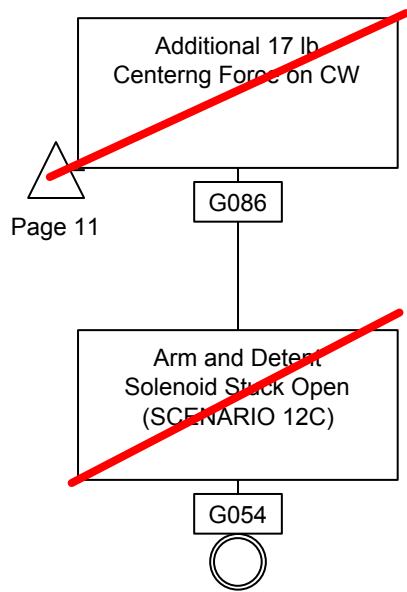 Additional 17 lb
Centerng Force on CW
Page 11
G086
Arm and Detent
Solenoid Stuck Open
(SCENARIO 12C)
G054